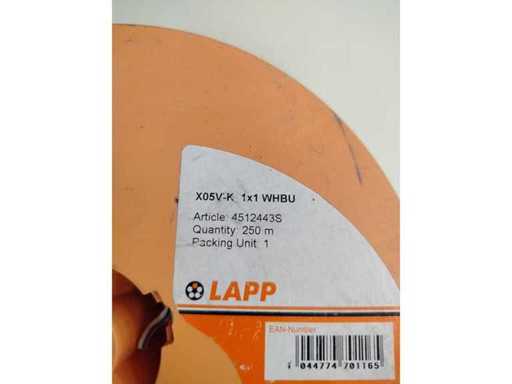 X05V-K 1x1 WHBU
Article: 4512443S
Quantity: 250 m
Packing Unit: 1
LAPP
EAN-Number
044774 701165